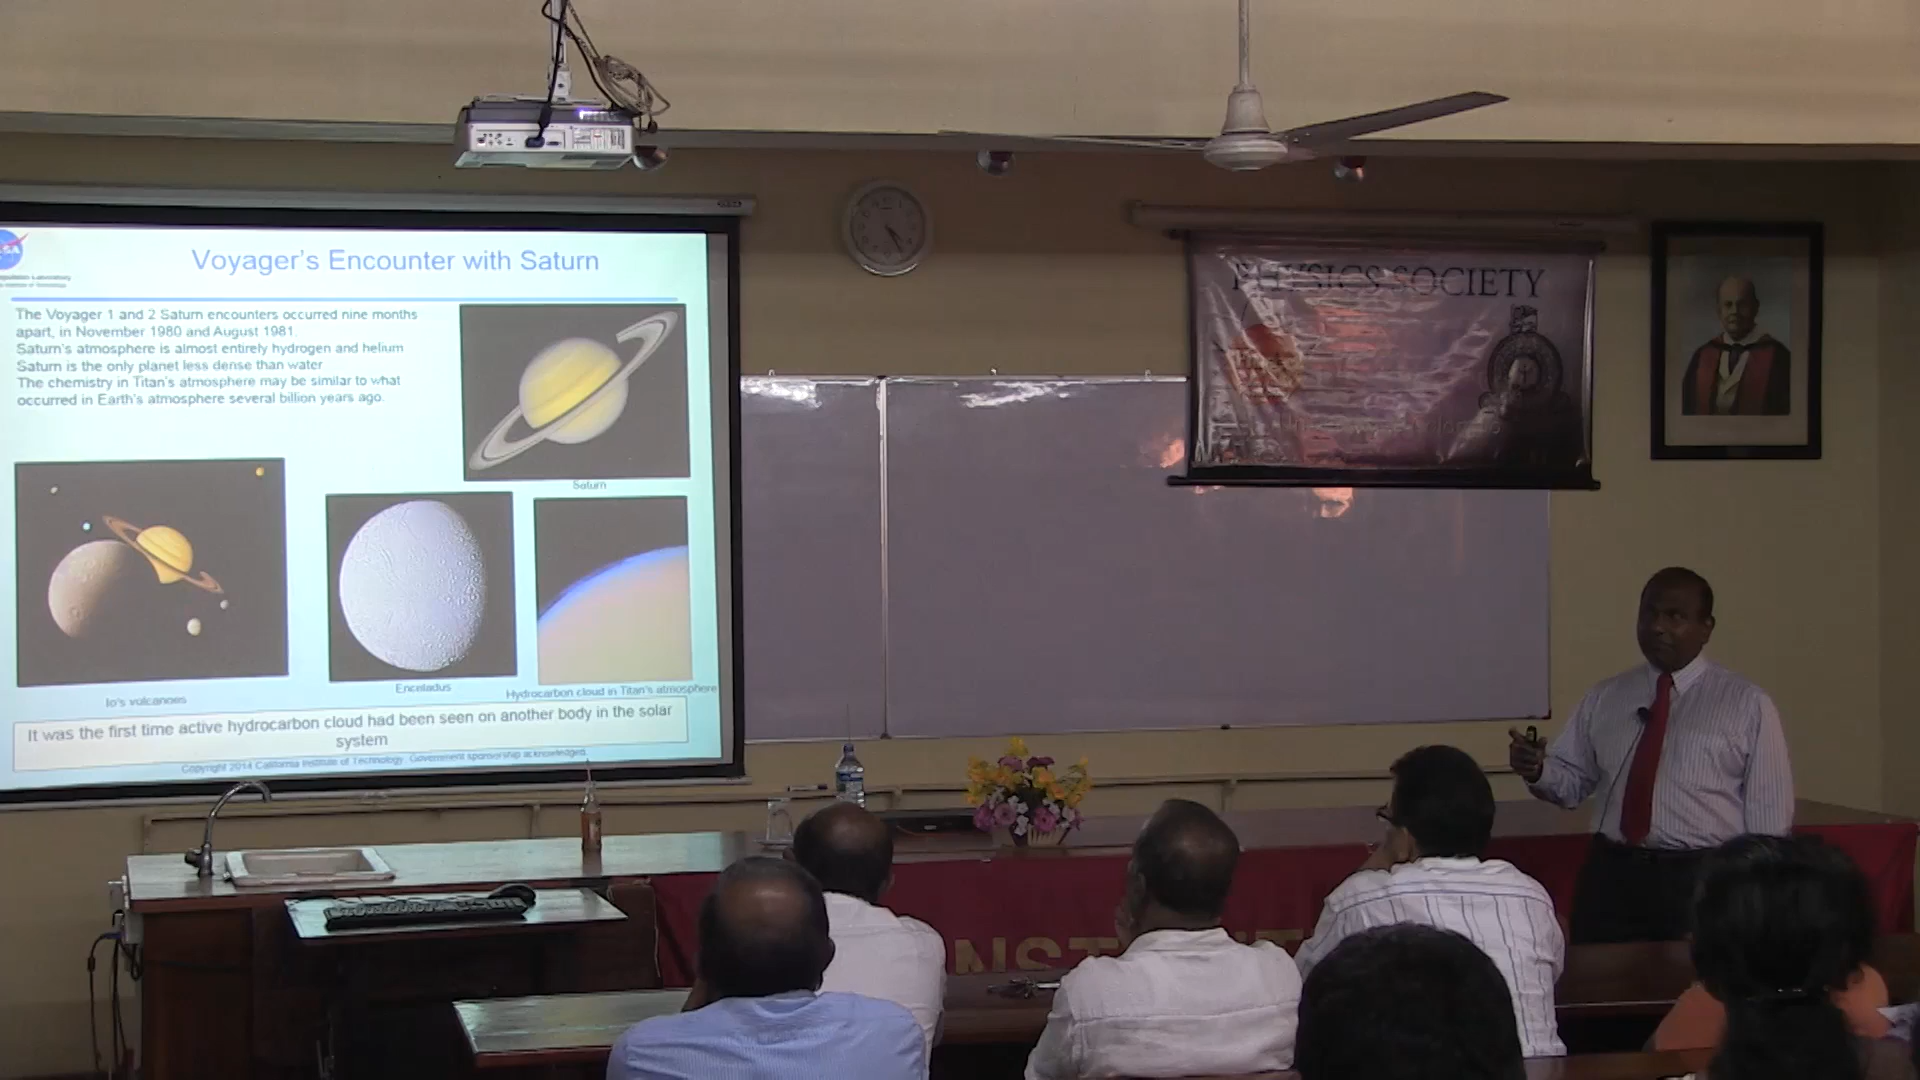 Voyager's Encounter with Saturn
The Voyager 1 and 2 Saturn encounters occurred nine months
apart, in November 1980 and August 1981.
Saturn's atmosphere is almost entirely hydrogen and helium
Saturn is the only planet less dense than water
The chemistry in Titan's atmosphere may be similar to what
occurred in Earth's atmosphere several billion years ago.
Saturn
Io's volcanoes
Enceladus
Hydrocarbon cloud in Titan's atmosphere
It was the first time active hydrocarbon cloud had been seen on another body in the solar
system
Copyright 2014 California Institute of Technology. Government sponsorship acknowledged.
PHYSICS SOCIETY